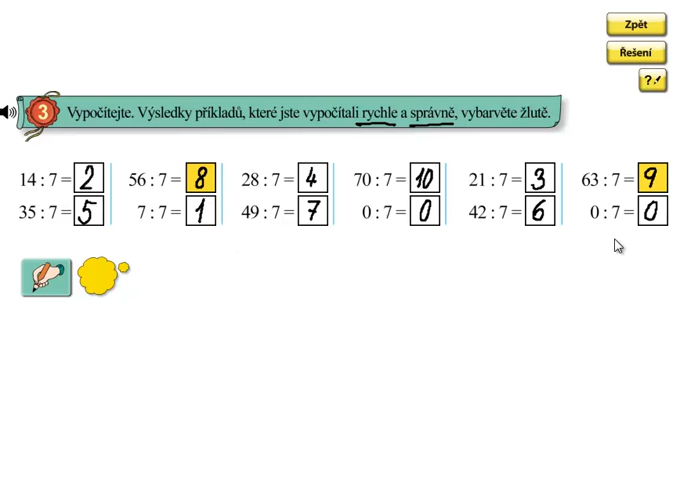 Zpět
Řešení
?
3 Vypočítejte. Výsledky příkladů, které jste vypočítali rychle a správně, vybarvěte žlutě.
14 : 7 = 2 56 : 7 = 8 28 : 7 = 4 70 : 7 = 10 21 : 7 = 3 63 : 7 = 9
35 : 7 = 5 7 : 7 = 1 49 : 7 = 7 0 : 7 = 0 42 : 7 = 6 0 : 7 = 0